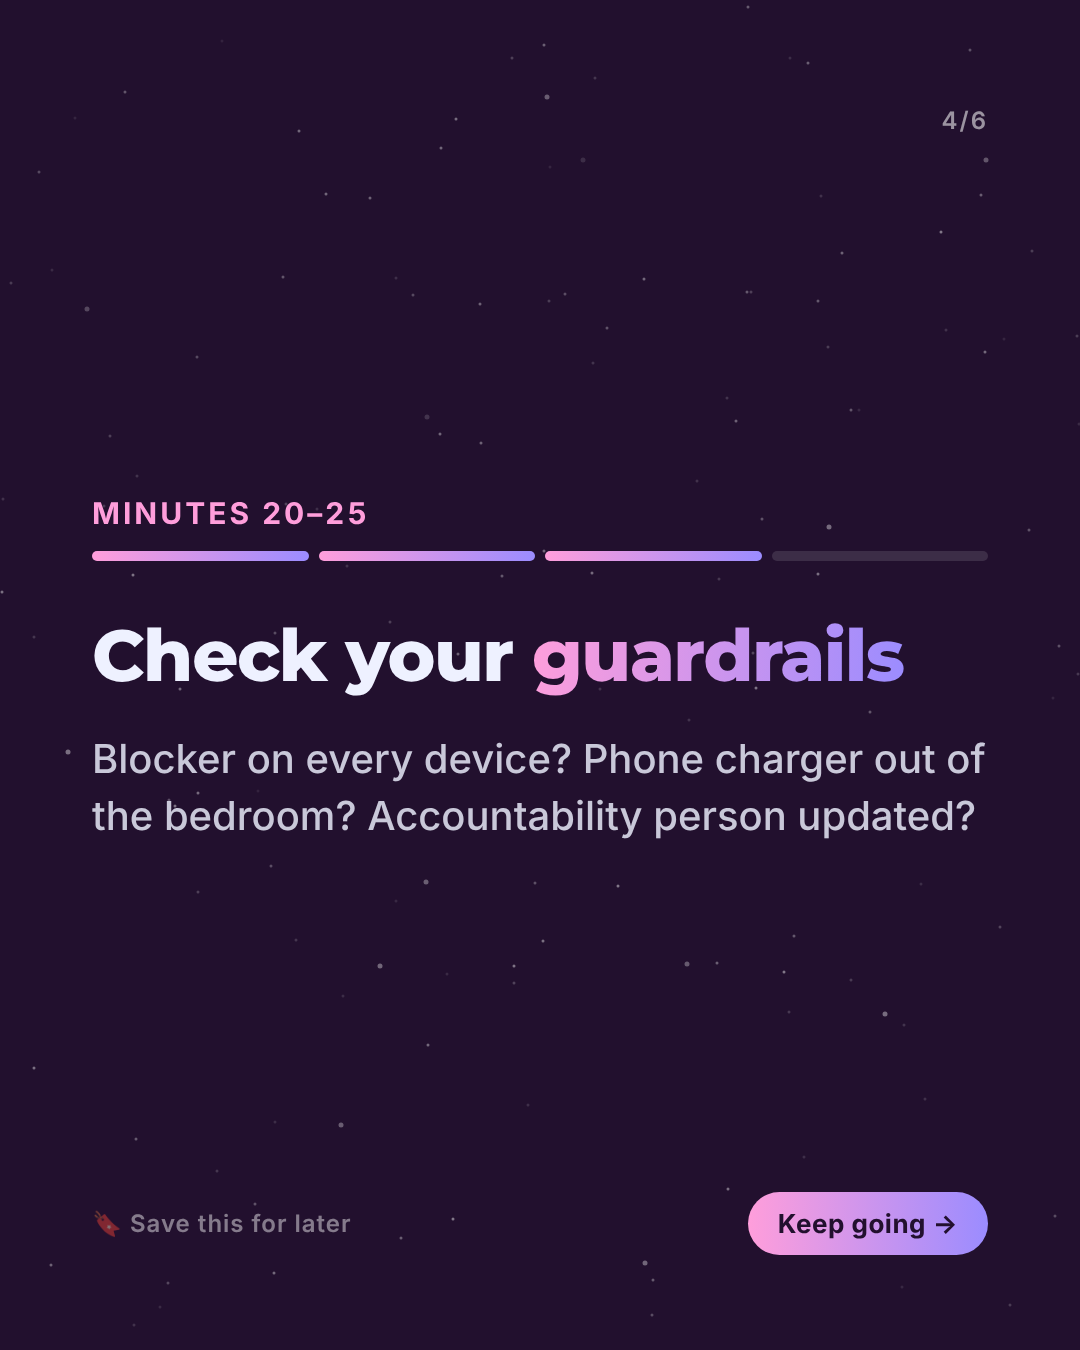 4/6
MINUTES 20–25
Check your guardrails
Blocker on every device? Phone charger out of
the bedroom? Accountability person updated?
🔖 Save this for later
Keep going →